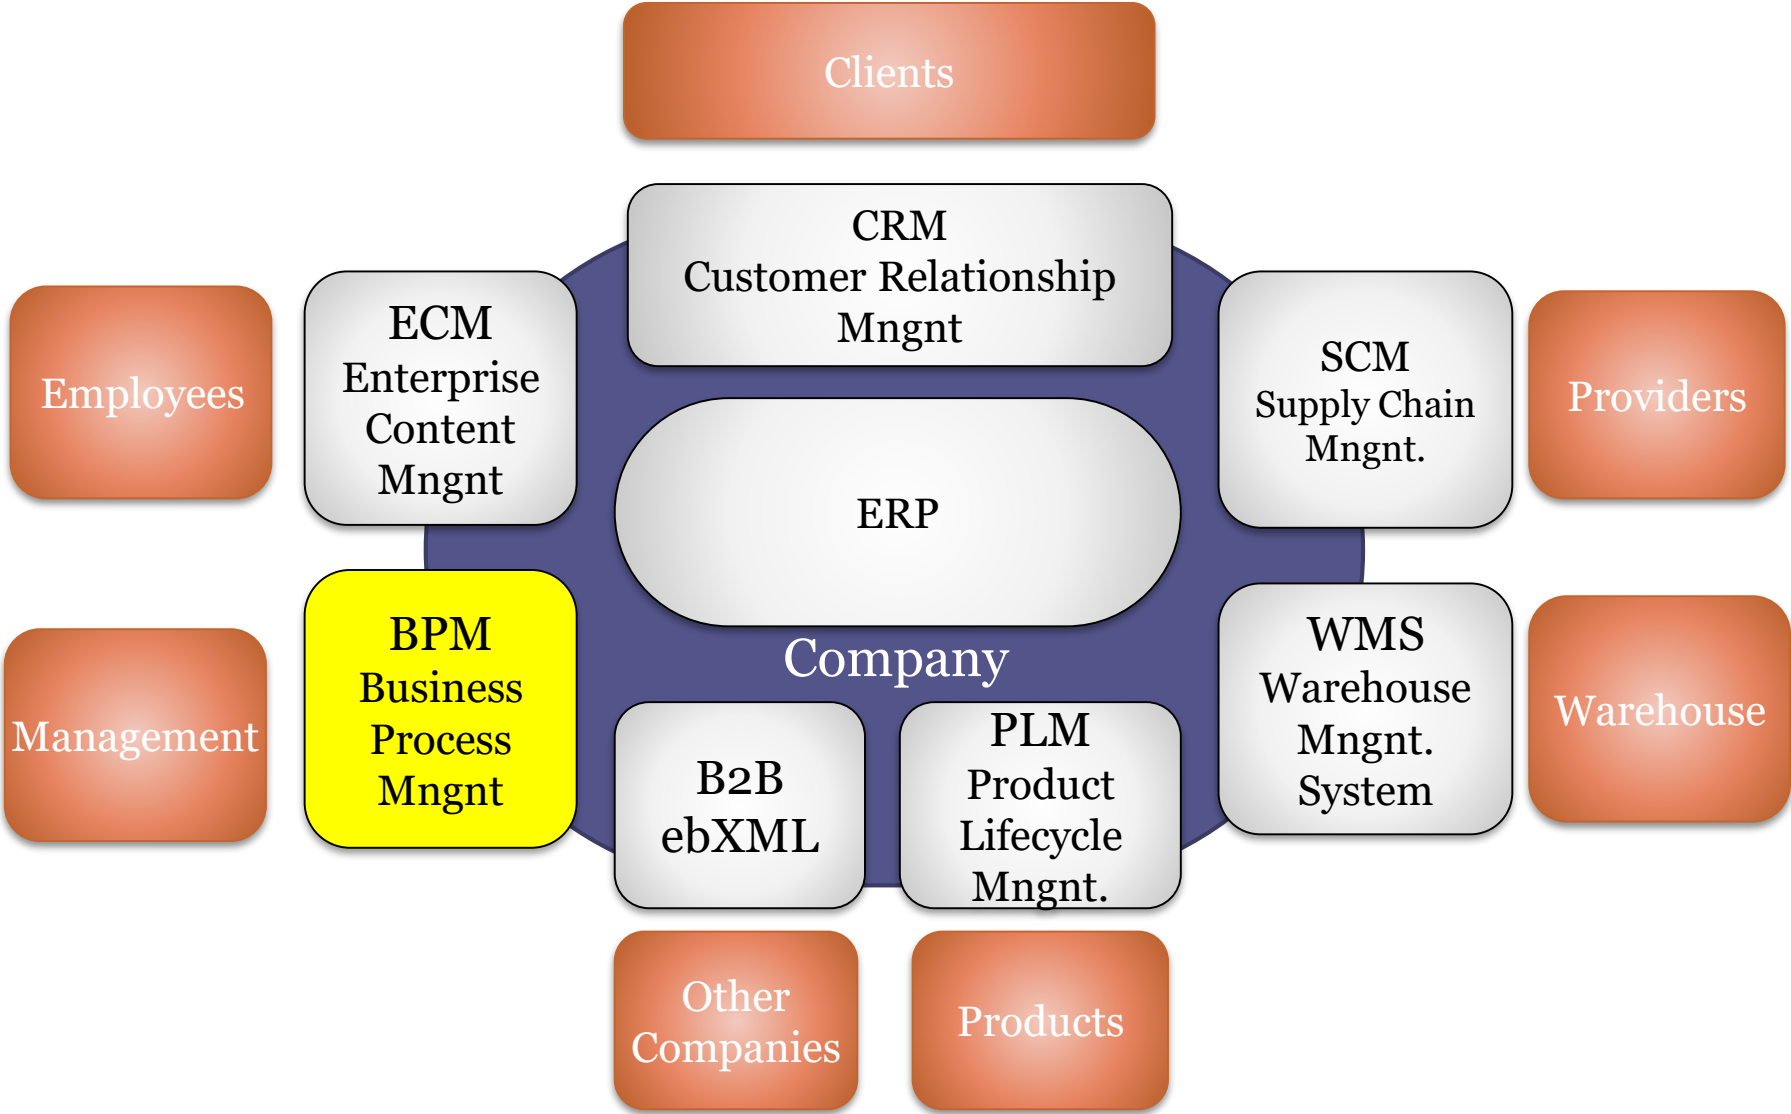 Clients
CRM
Customer Relationship
Mngnt
Employees
ECM
Enterprise
Content
Mngnt
SCM
Supply Chain
Mngnt.
Providers
ERP
Company
Management
BPM
Business
Process
Mngnt
B2B
ebXML
PLM
Product
Lifecycle
Mngnt.
WMS
Warehouse
Mngnt.
System
Warehouse
Other
Companies
Products